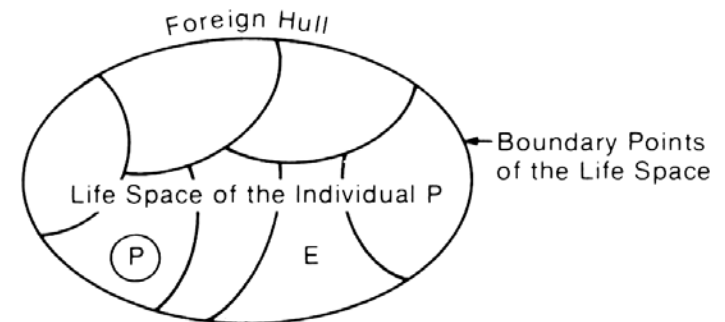 Foreign Hull
Boundary Points
of the Life Space
Life Space of the Individual P
P
E